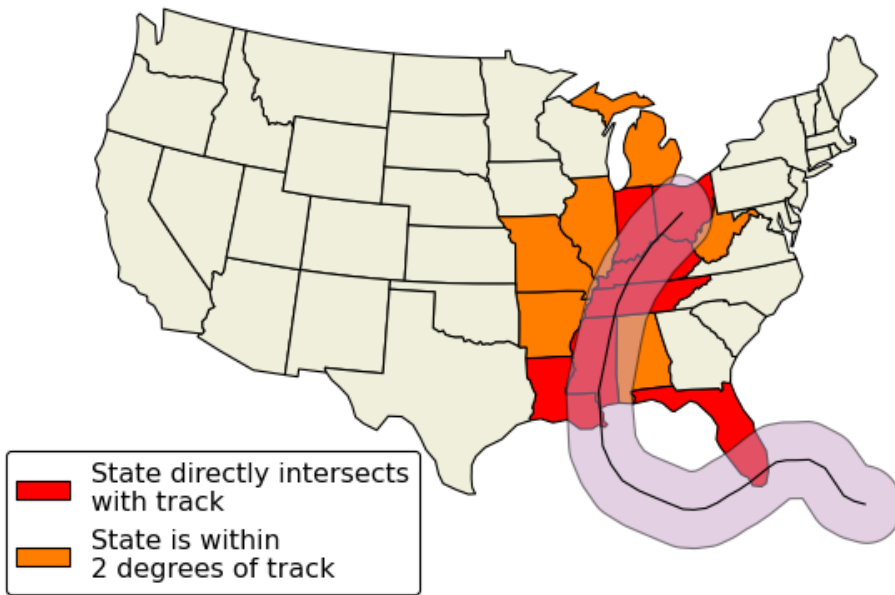 State directly intersects
with track
State is within
2 degrees of track